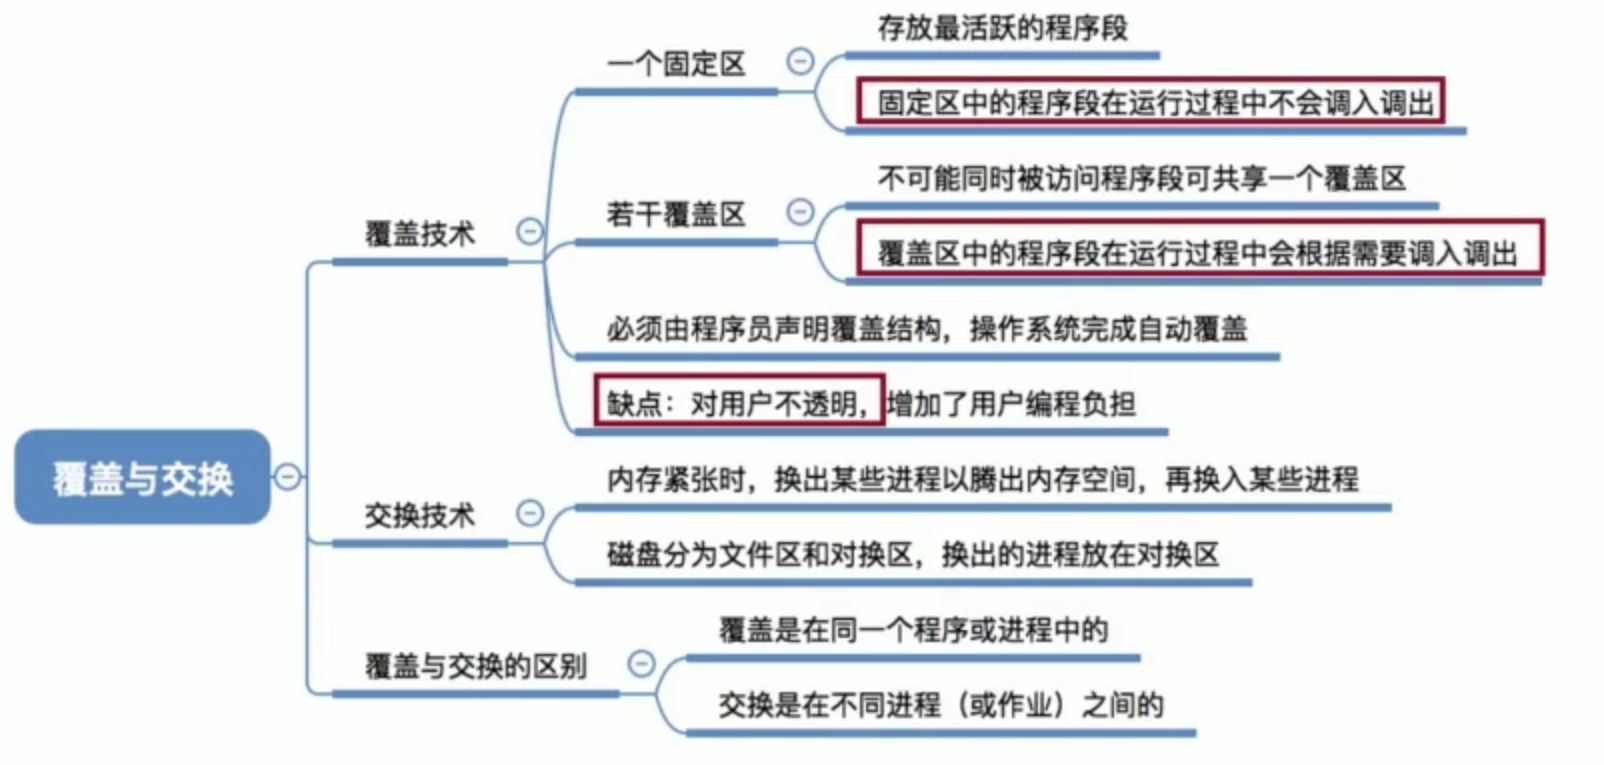 覆盖与交换
覆盖技术
一个固定区
存放最活跃的程序段
固定区中的程序段在运行过程中不会调入调出
若干覆盖区
不可能同时被访问程序段可共享一个覆盖区
覆盖区中的程序段在运行过程中会根据需要调入调出
必须由程序员声明覆盖结构，操作系统完成自动覆盖
缺点：对用户不透明，增加了用户编程负担
交换技术
内存紧张时，换出某些进程以腾出内存空间，再换入某些进程
磁盘分为文件区和对换区，换出的进程放在对换区
覆盖与交换的区别
覆盖是在同一个程序或进程中的
交换是在不同进程（或作业）之间的